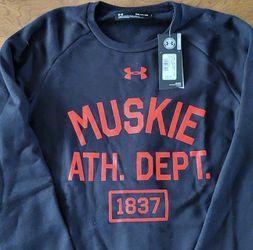 MUSKIE
ATH. DEPT.
1837